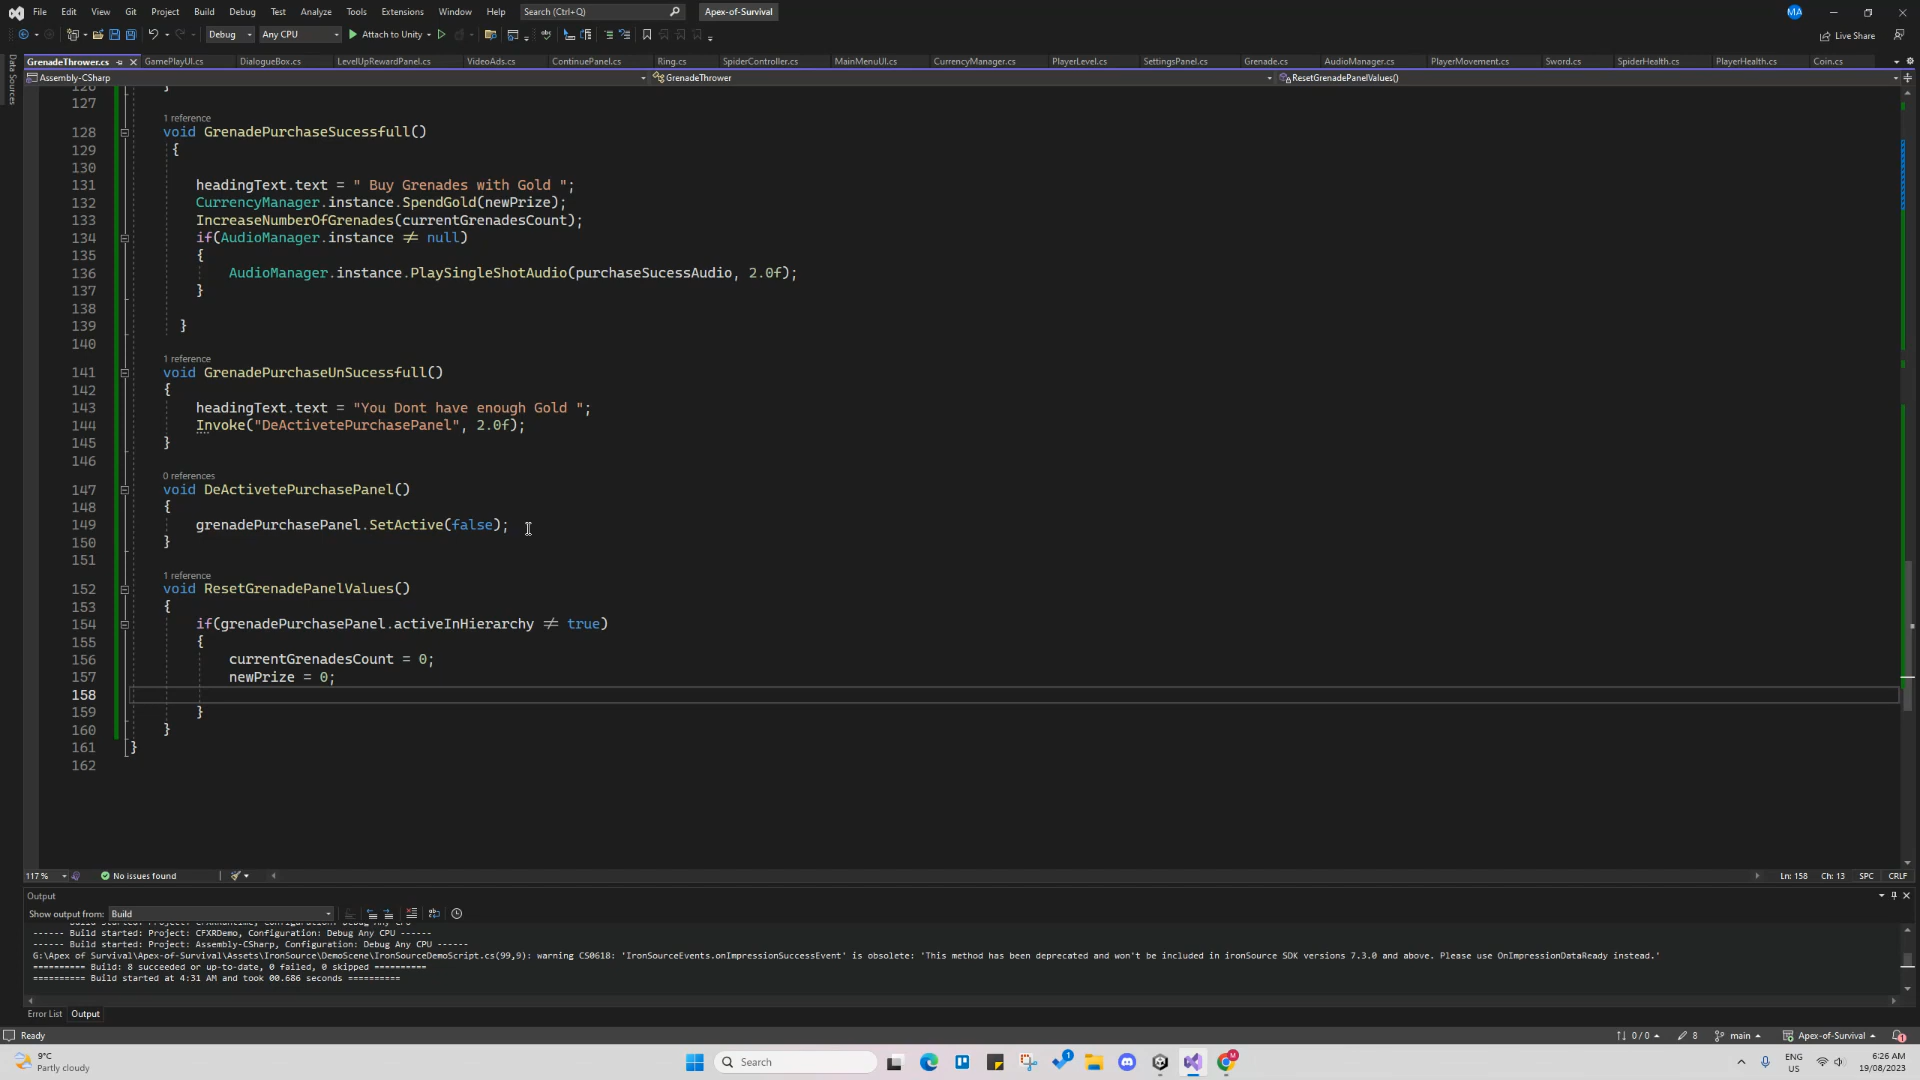 File Edit View Git Project Build Debug Test Analyze Tools Extensions Window Help Search (Ctrl+Q) Apex-of-Survival MA
Debug Any CPU Attach to Unity Live Share
GrenadeThrower.cs GamePlayUI.cs DialogueBox.cs LevelUpRewardPanel.cs VideoAds.cs ContinuePanel.cs Ring.cs SpiderController.cs MainMenuUI.cs CurrencyManager.cs PlayerLevel.cs SettingsPanel.cs Grenade.cs AudioManager.cs PlayerMovement.cs Sword.cs SpiderHealth.cs PlayerHealth.cs Coin.cs
Data Sources
Assembly-CSharp GrenadeThrower ResetGrenadePanelValues()
126 }
127
1 reference
128 void GrenadePurchaseSucessfull()
129 {
130
131 headingText.text = " Buy Grenades with Gold ";
132 CurrencyManager.instance.SpendGold(newPrize);
133 IncreaseNumberOfGrenades(currentGrenadesCount);
134 if(AudioManager.instance ≠ null)
135 {
136 AudioManager.instance.PlaySingleShotAudio(purchaseSucessAudio, 2.0f);
137 }
138
139 }
140
1 reference
141 void GrenadePurchaseUnSucessfull()
142 {
143 headingText.text = "You Dont have enough Gold ";
144 Invoke("DeActivetePurchasePanel", 2.0f);
145 }
146
0 references
147 void DeActivetePurchasePanel()
148 {
149 grenadePurchasePanel.SetActive(false);
150 }
151
1 reference
152 void ResetGrenadePanelValues()
153 {
154 if(grenadePurchasePanel.activeInHierarchy ≠ true)
155 {
156 currentGrenadesCount = 0;
157 newPrize = 0;
158
159 }
160 }
161 }
162
117 % No issues found Ln: 158 Ch: 13 SPC CRLF
Output
Show output from: Build
------ Build started: Project: CFXRDemo, Configuration: Debug Any CPU ------
------ Build started: Project: Assembly-CSharp, Configuration: Debug Any CPU ------
G:\Apex of Survival\Apex-of-Survival\Assets\IronSource\DemoScene\IronSourceDemoScript.cs(99,9): warning CS0618: 'IronSourceEvents.onImpressionSuccessEvent' is obsolete: 'This method has been deprecated and won't be included in ironSource SDK versions 7.3.0 and above. Please use OnImpressionDataReady instead.'
========== Build: 8 succeeded or up-to-date, 0 failed, 0 skipped ==========
========== Build started at 4:31 AM and took 00.686 seconds ==========
Error List Output
Ready 0 / 0 8 main Apex-of-Survival 1
9°C
Partly cloudy
Search
1
M
ENG
US
6:26 AM
19/08/2023